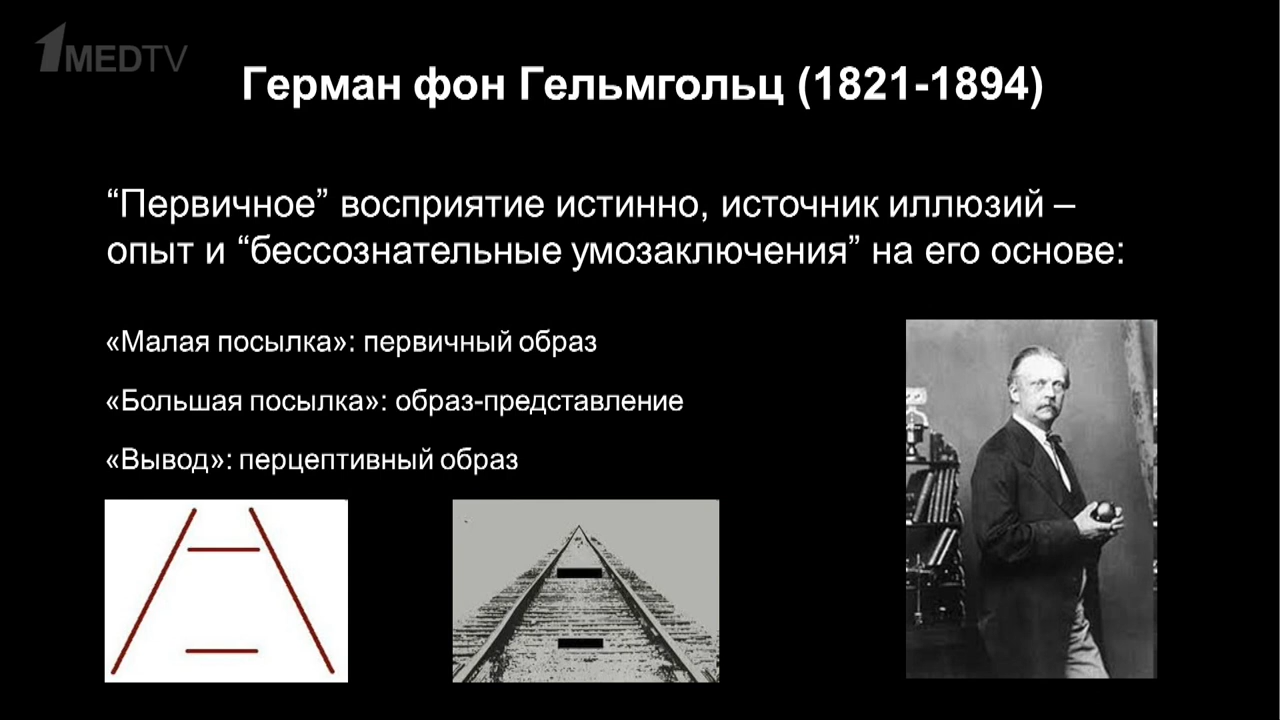 1MEDTV
Герман фон Гельмгольц (1821-1894)
“Первичное” восприятие истинно, источник иллюзий –
опыт и “бессознательные умозаключения” на его основе:
«Малая посылка»: первичный образ
«Большая посылка»: образ-представление
«Вывод»: перцептивный образ